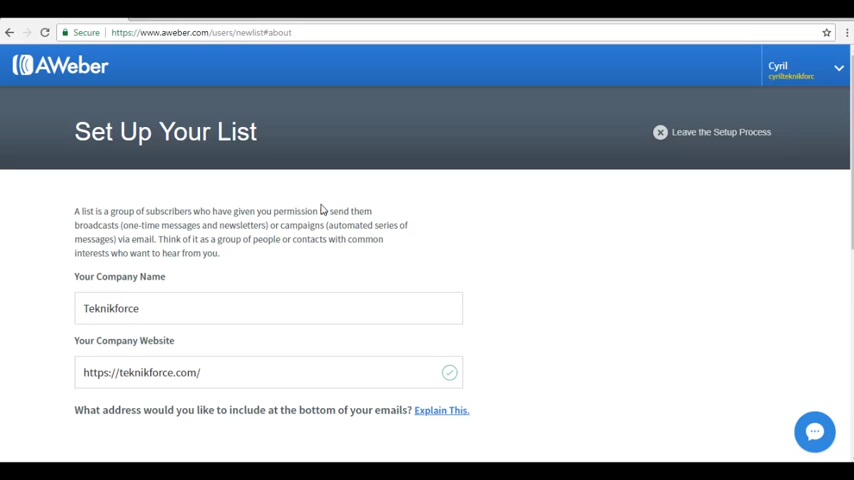 Secure https://www.aweber.com/users/newlist#about
AWeber
Cyril
cyrilteknikforc
Set Up Your List
Leave the Setup Process
A list is a group of subscribers who have given you permission send them
broadcasts (one-time messages and newsletters) or campaigns (automated series of
messages) via email. Think of it as a group of people or contacts with common
interests who want to hear from you.
Your Company Name
Teknikforce
Your Company Website
https://teknikforce.com/
What address would you like to include at the bottom of your emails? Explain This.